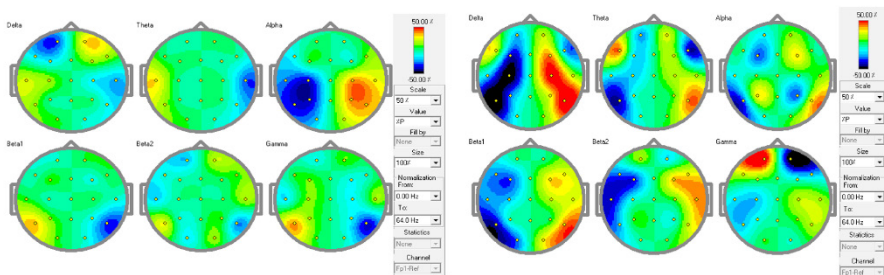 Delta
Theta
Alpha
Beta1
Beta2
Gamma
50.00 %
-50.00 %
Scale
50 %
Value
Fill by
None
Size
100%
Normalization
From:
0.00 Hz
To:
64.0 Hz
Statistics
None
Channel
Fp1-Ref
Delta
Theta
Alpha
Beta1
Beta2
Gamma
50.00 %
-50.00 %
Scale
50 %
Value
Fill by
None
Size
100%
Normalization
From:
0.00 Hz
To:
64.0 Hz
Statistics
None
Channel
Fp1-Ref